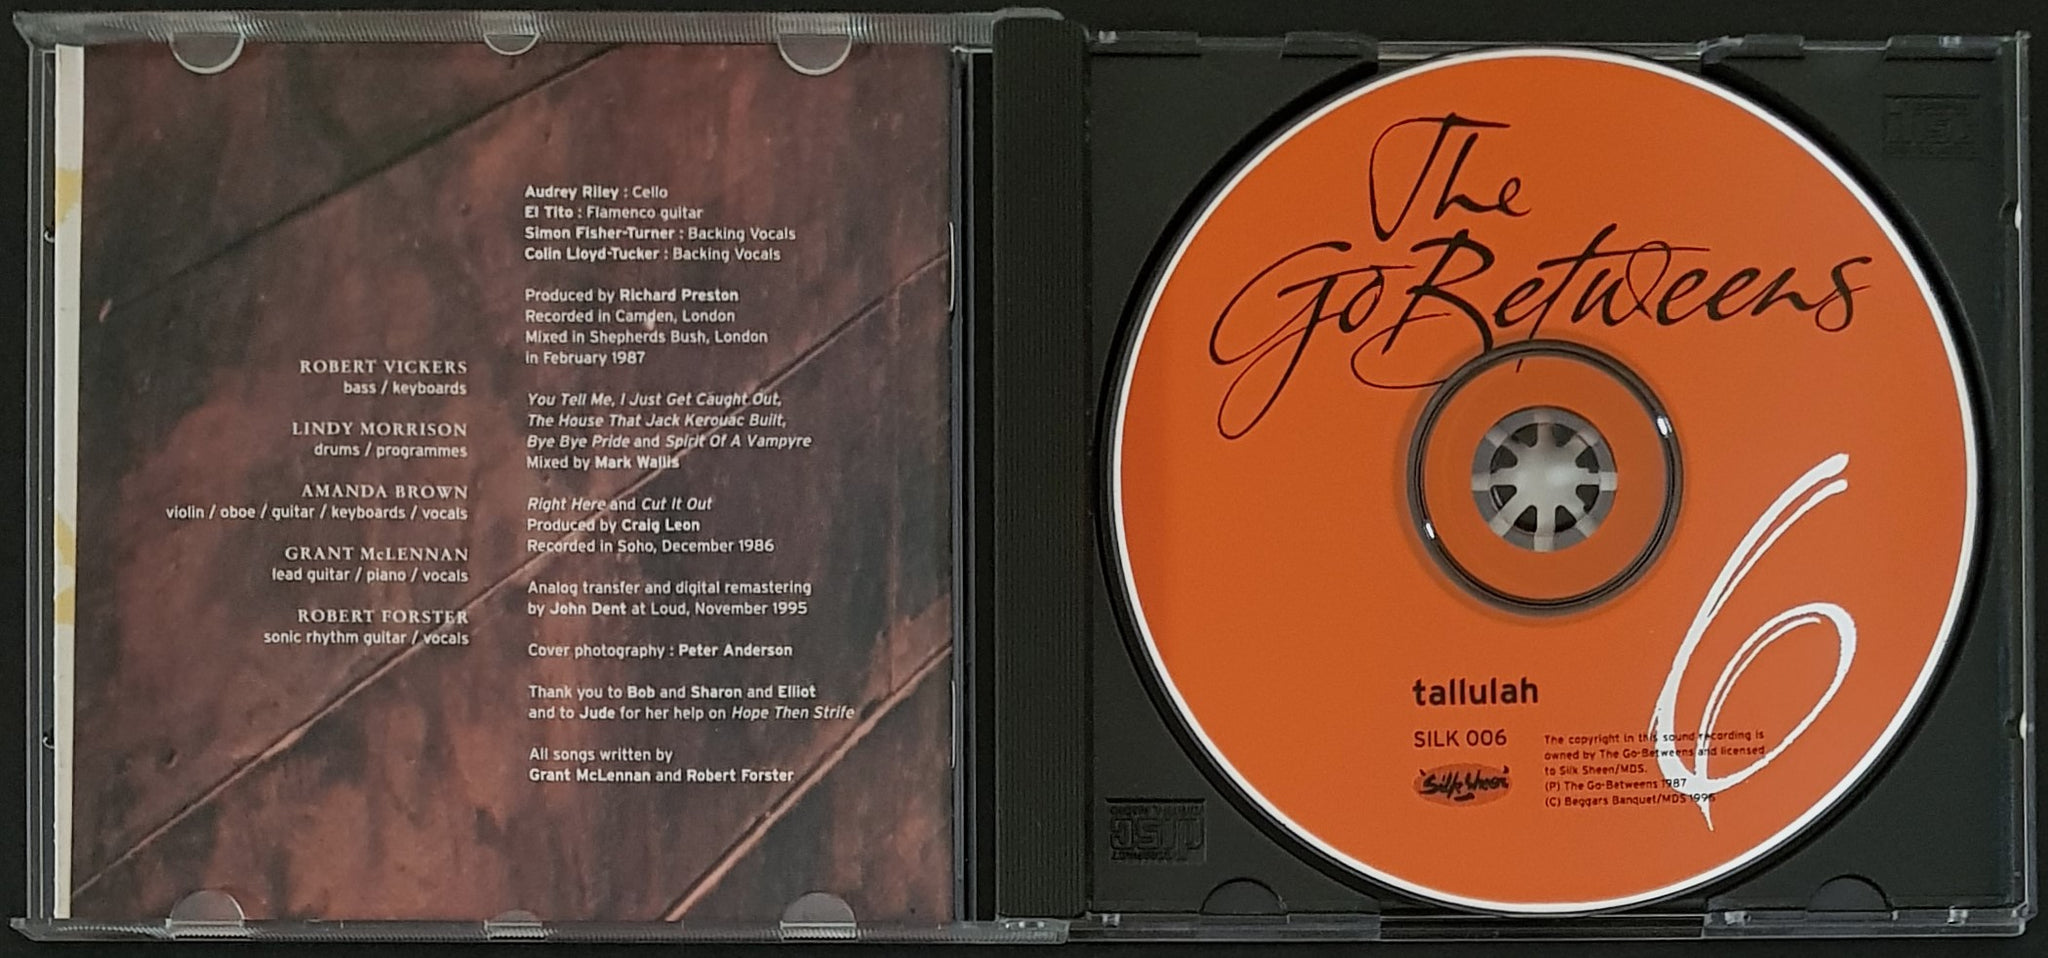 ROBERT VICKERS
bass / keyboards
LINDY MORRISON
drums / programmes
AMANDA BROWN
violin / oboe / guitar / keyboards / vocals
GRANT McLENNAN
lead guitar / piano / vocals
ROBERT FORSTER
sonic rhythm guitar / vocals
Audrey Riley : Cello
El Tito : Flamenco guitar
Simon Fisher-Turner : Backing Vocals
Colin Lloyd-Tucker : Backing Vocals
Produced by Richard Preston
Recorded in Camden, London
Mixed in Shepherds Bush, London
in February 1987
You Tell Me, I Just Get Caught Out,
The House That Jack Kerouac Built,
Bye Bye Pride and Spirit Of A Vampyre
Mixed by Mark Wallis
Right Here and Cut It Out
Produced by Craig Leon
Recorded in Soho, December 1986
Analog transfer and digital remastering
by John Dent at Loud, November 1995
Cover photography : Peter Anderson
Thank you to Bob and Sharon and Elliot
and to Jude for her help on Hope Then Strife
All songs written by
Grant McLennan and Robert Forster
The
Go Betweens
6
tallulah
SILK 006
'Silk Sheen'
The copyright in this sound recording is
owned by The Go-Betweens and licensed
to Silk Sheen/MDS.
(P) The Go-Betweens 1987
(C) Beggars Banquet/MDS